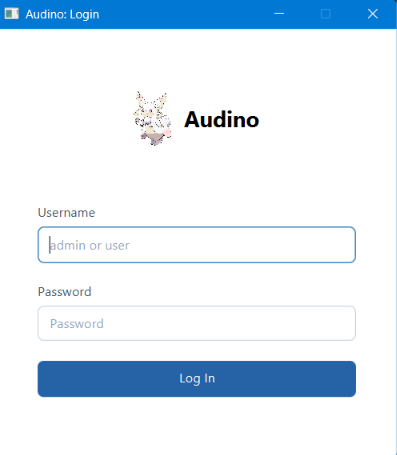 Audino: Login
Audino
Username
admin or user
Password
Password
Log In